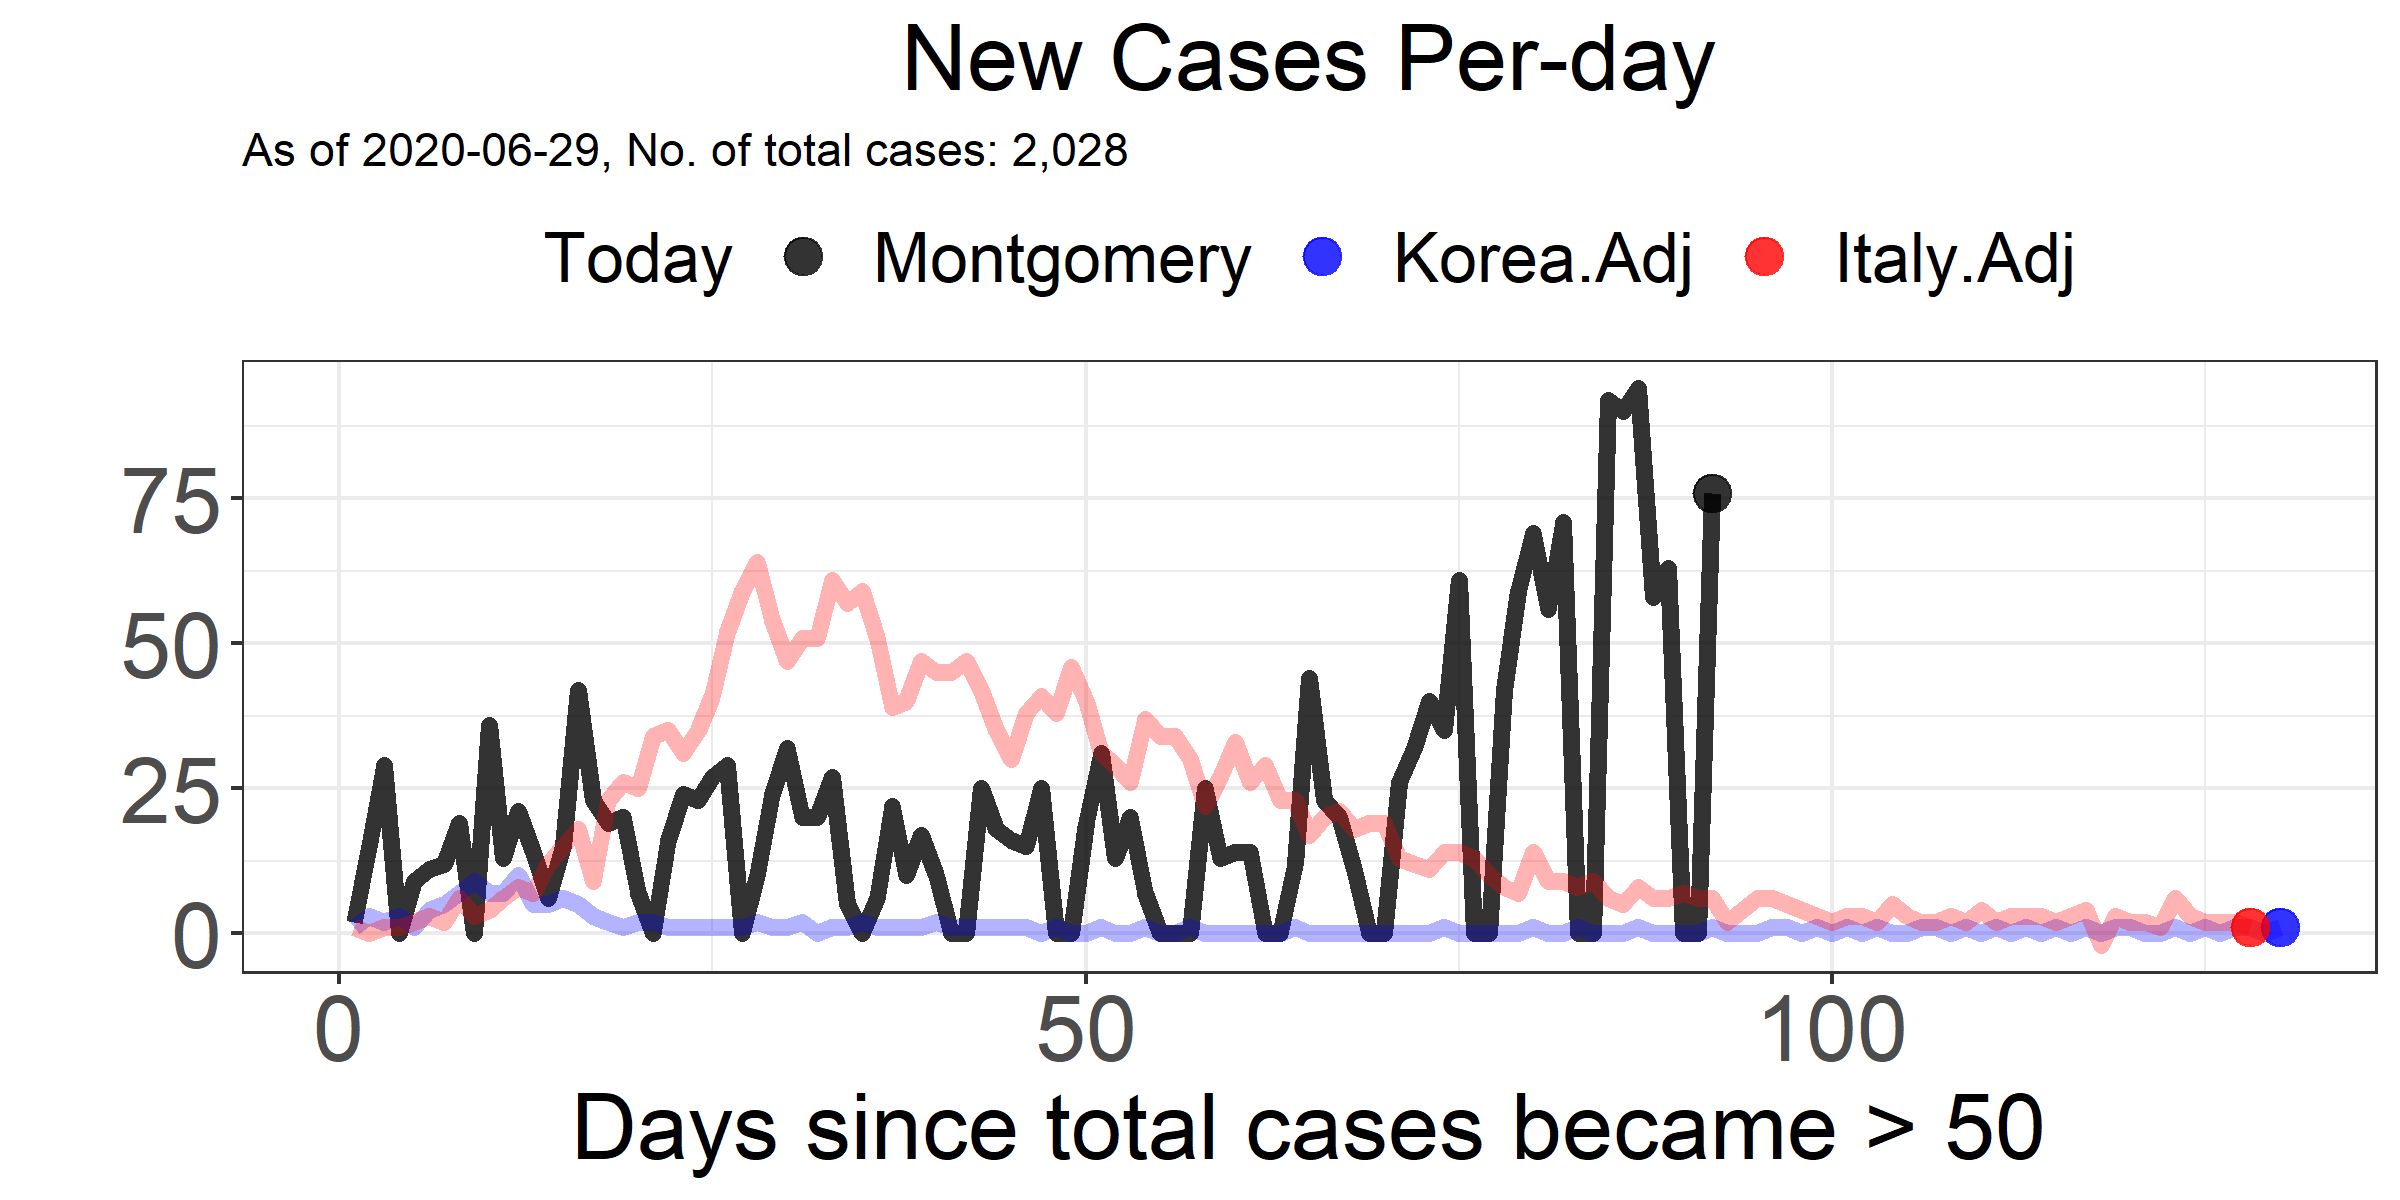 New Cases Per-day
As of 2020-06-29, No. of total cases: 2,028
Today Montgomery Korea.Adj Italy.Adj
75
50
25
0
0 50 100
Days since total cases became > 50